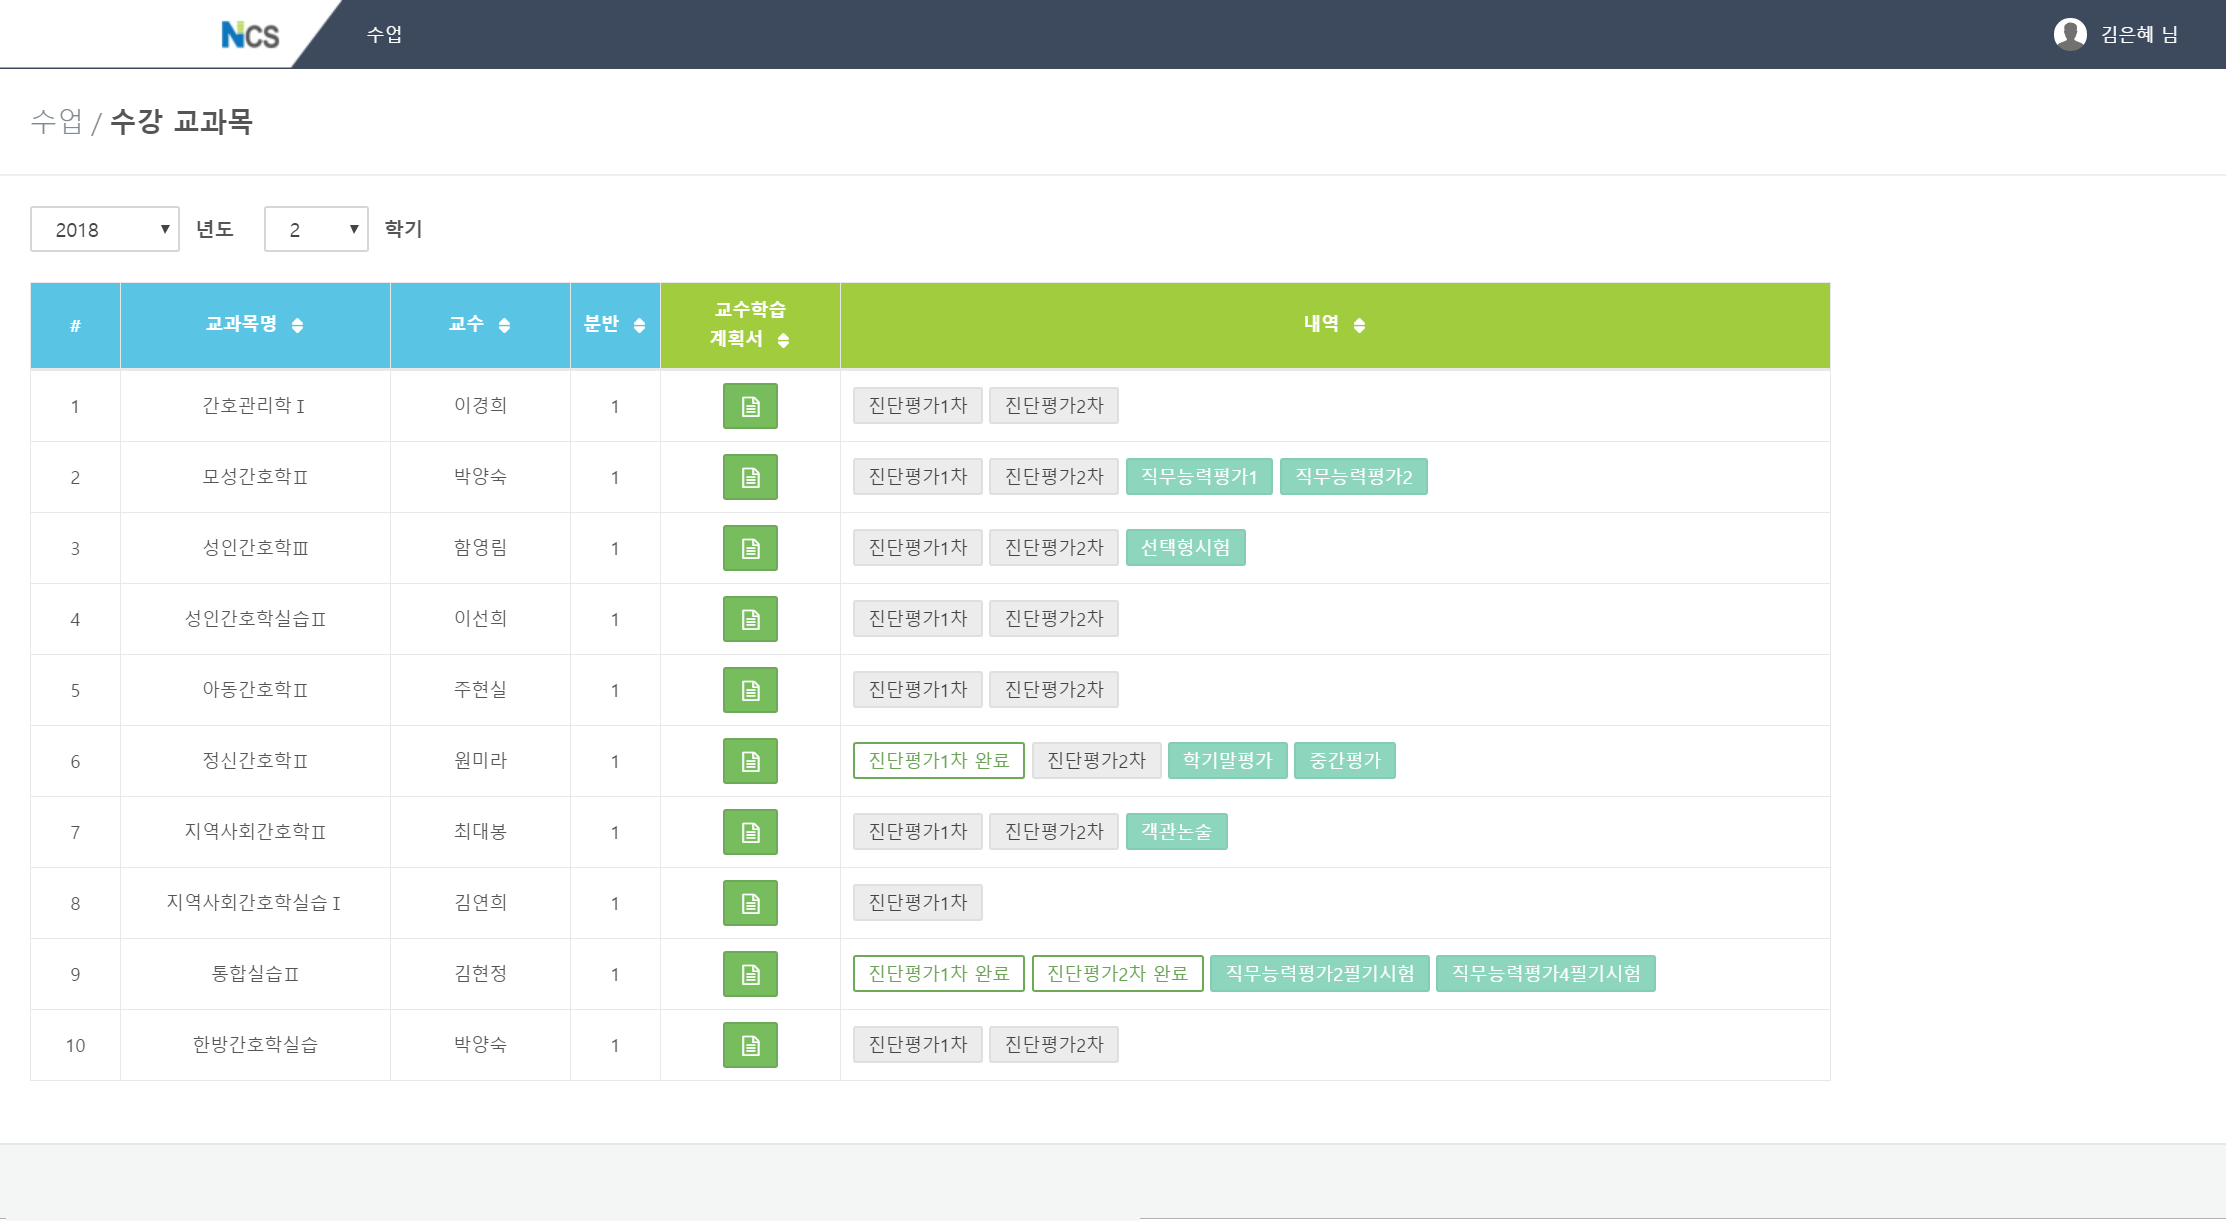 NCS
수업
김은혜 님
수업 / 수강 교과목
2018 년도 2 학기
# 교과목명 교수 분반 교수학습 계획서 내역
1 간호관리학Ⅰ 이경희 1 진단평가1차 진단평가2차
2 모성간호학Ⅱ 박양숙 1 진단평가1차 진단평가2차 직무능력평가1 직무능력평가2
3 성인간호학Ⅲ 함영림 1 진단평가1차 진단평가2차 선택형시험
4 성인간호학실습Ⅱ 이선희 1 진단평가1차 진단평가2차
5 아동간호학Ⅱ 주현실 1 진단평가1차 진단평가2차
6 정신간호학Ⅱ 원미라 1 진단평가1차 완료 진단평가2차 학기말평가 중간평가
7 지역사회간호학Ⅱ 최대봉 1 진단평가1차 진단평가2차 객관논술
8 지역사회간호학실습Ⅰ 김연희 1 진단평가1차
9 통합실습Ⅱ 김현정 1 진단평가1차 완료 진단평가2차 완료 직무능력평가2필기시험 직무능력평가4필기시험
10 한방간호학실습 박양숙 1 진단평가1차 진단평가2차